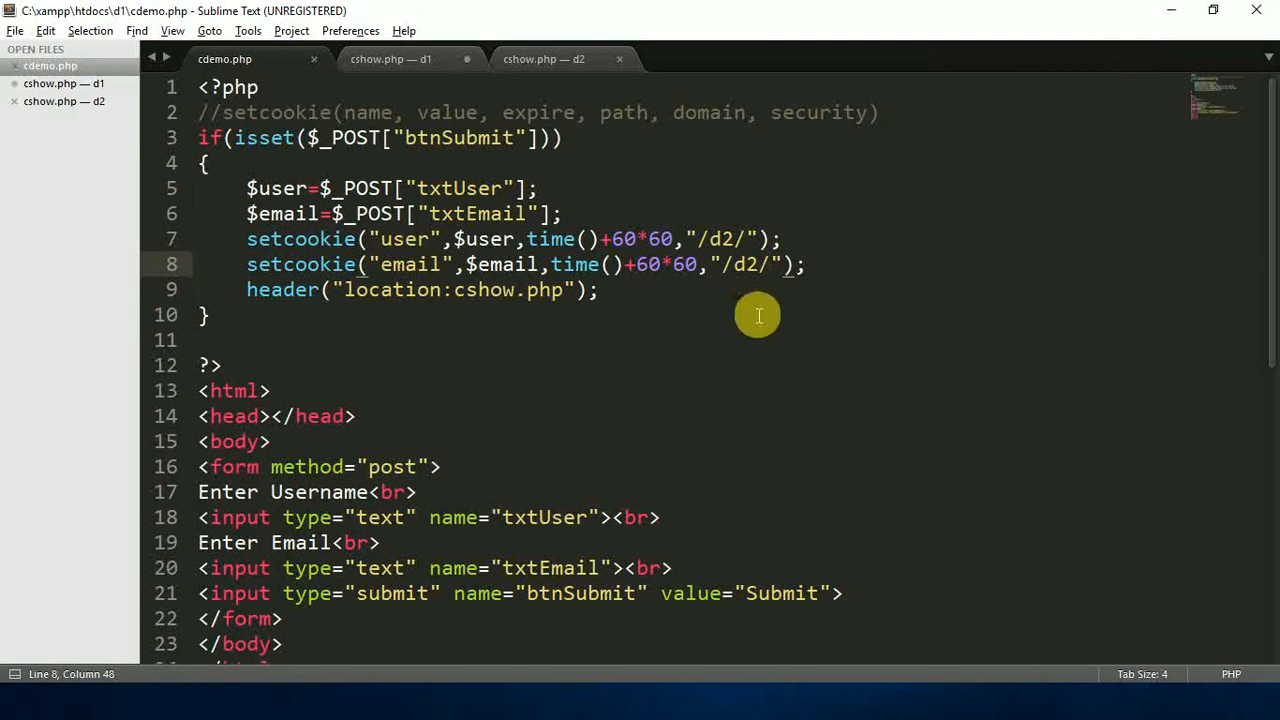 C:\xampp\htdocs\d1\cdemo.php - Sublime Text (UNREGISTERED)
File Edit Selection Find View Goto Tools Project Preferences Help
OPEN FILES
cdemo.php
cshow.php — d1
cshow.php — d2
cdemo.php cshow.php — d1 cshow.php — d2
1 <?php
2 //setcookie(name, value, expire, path, domain, security)
3 if(isset($_POST["btnSubmit"]))
4 {
5 $user=$_POST["txtUser"];
6 $email=$_POST["txtEmail"];
7 setcookie("user",$user,time()+60*60,"/d2/");
8 setcookie("email",$email,time()+60*60,"/d2/");
9 header("location:cshow.php");
10 }
11
12 ?>
13 <html>
14 <head></head>
15 <body>
16 <form method="post">
17 Enter Username<br>
18 <input type="text" name="txtUser"><br>
19 Enter Email<br>
20 <input type="text" name="txtEmail"><br>
21 <input type="submit" name="btnSubmit" value="Submit">
22 </form>
23 </body>
Line 8, Column 48 Tab Size: 4 PHP